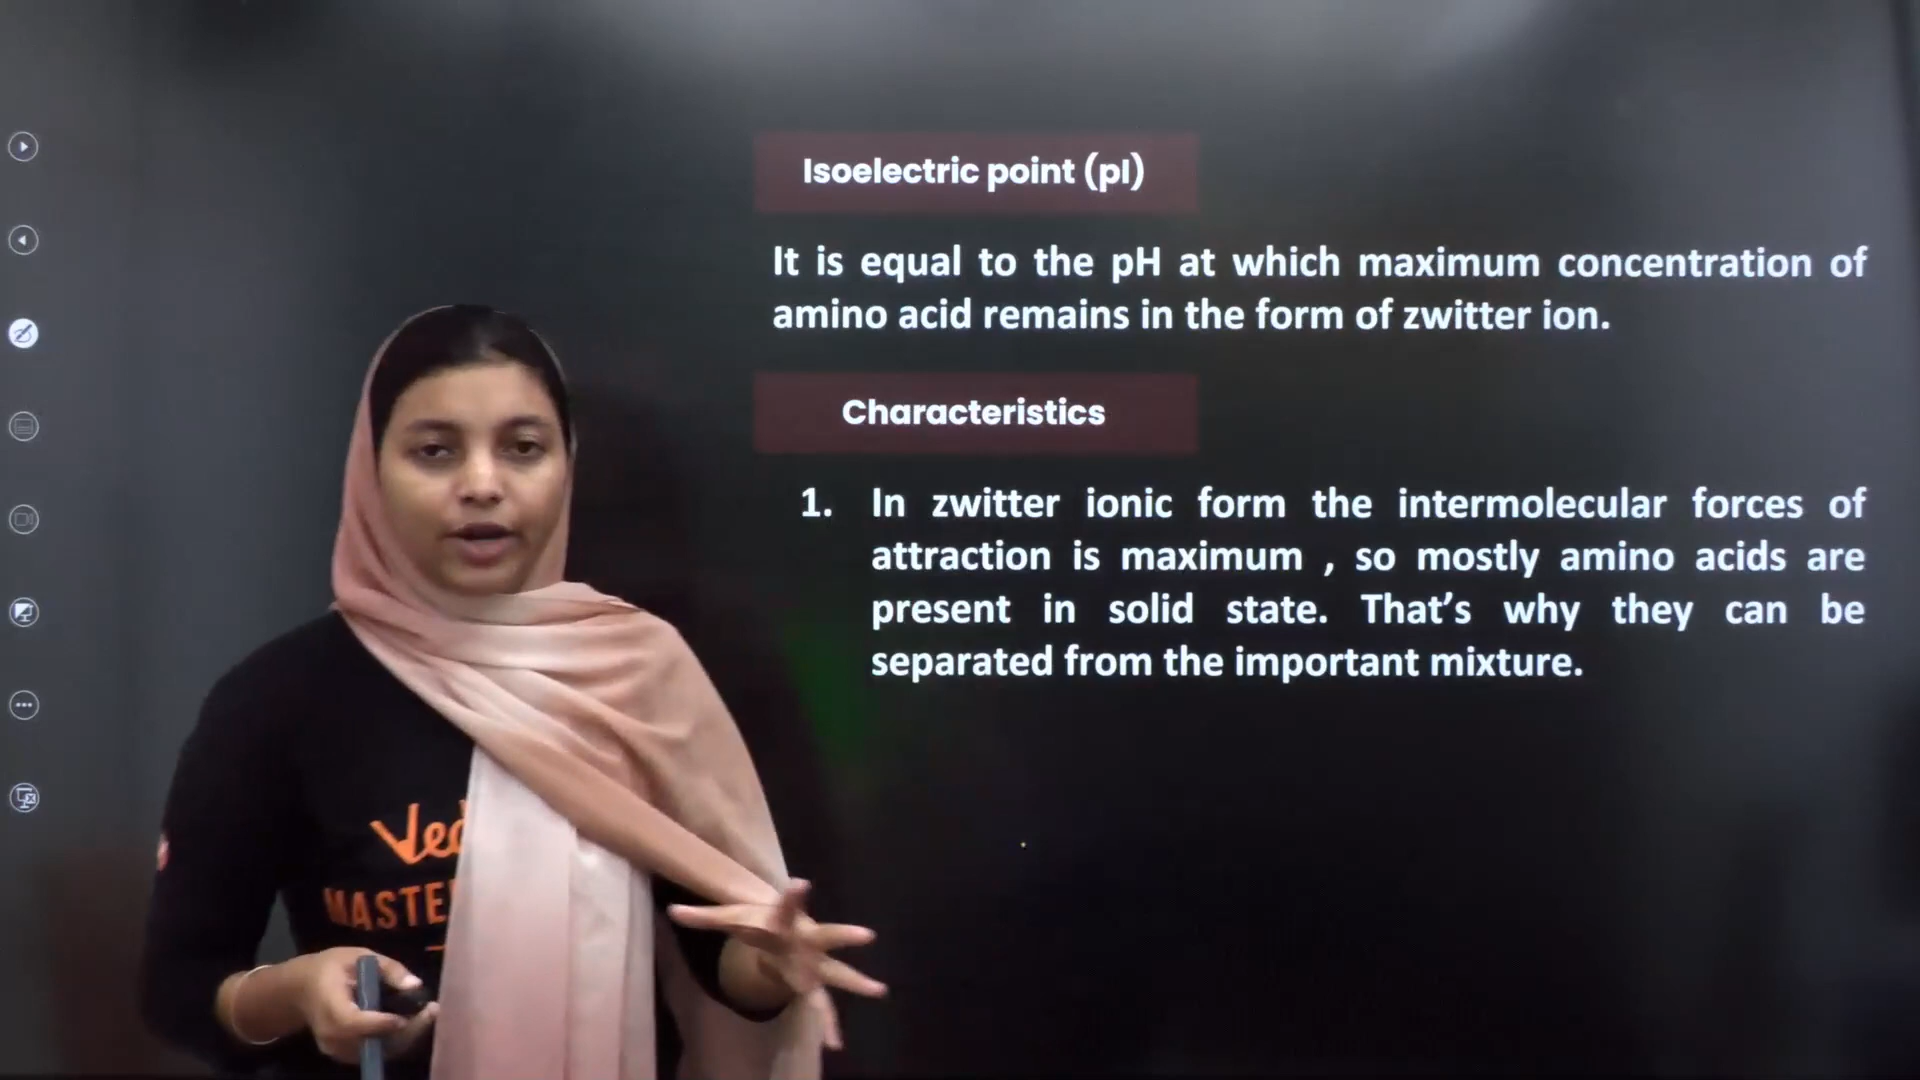 Isoelectric point (pI)
It is equal to the pH at which maximum concentration of
amino acid remains in the form of zwitter ion.
Characteristics
1. In zwitter ionic form the intermolecular forces of
attraction is maximum , so mostly amino acids are
present in solid state. That’s why they can be
separated from the important mixture.